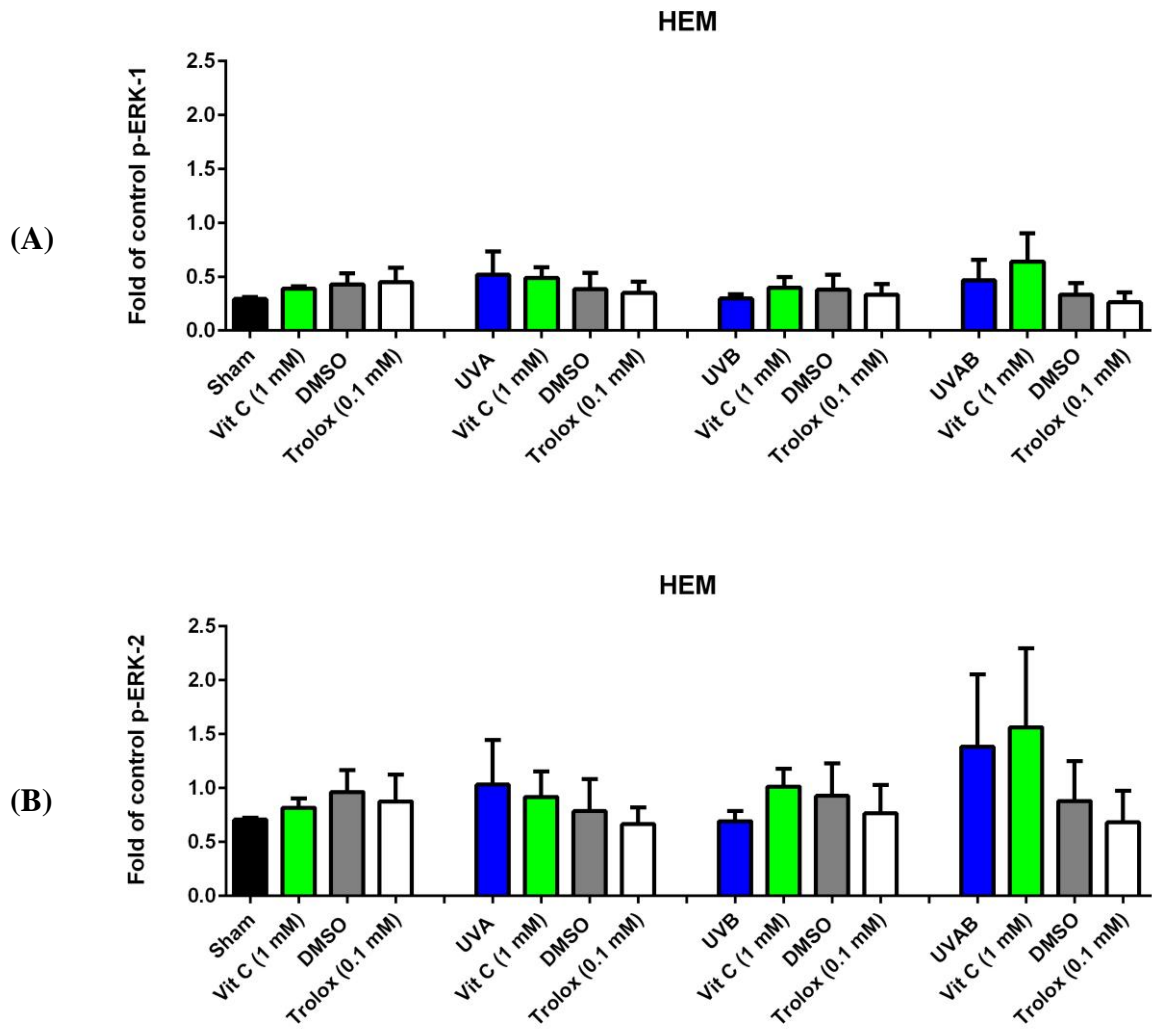 HEM
(A)
Fold of control p-ERK-1
2.5
2.0
1.5
1.0
0.5
0.0
Sham
Vit C (1 mM)
DMSO
Trolox (0.1 mM)
UVA
Vit C (1 mM)
DMSO
Trolox (0.1 mM)
UVB
Vit C (1 mM)
DMSO
Trolox (0.1 mM)
UVAB
Vit C (1 mM)
DMSO
Trolox (0.1 mM)
HEM
(B)
Fold of control p-ERK-2
2.5
2.0
1.5
1.0
0.5
0.0
Sham
Vit C (1 mM)
DMSO
Trolox (0.1 mM)
UVA
Vit C (1 mM)
DMSO
Trolox (0.1 mM)
UVB
Vit C (1 mM)
DMSO
Trolox (0.1 mM)
UVAB
Vit C (1 mM)
DMSO
Trolox (0.1 mM)